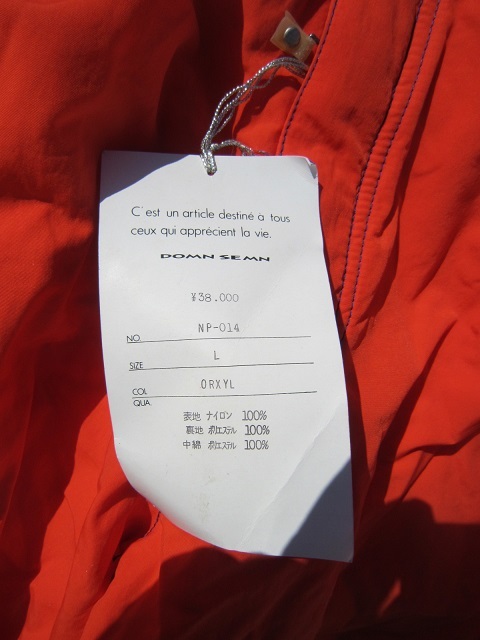 C'est un article destiné à tous
ceux qui apprécient la vie.
DOMN SEMN
¥38.000
NO. NP-014
SIZE L
COL ORXYL
QUA.
表地 ナイロン 100%
裏地 ポリエステル 100%
中綿 ポリエステル 100%